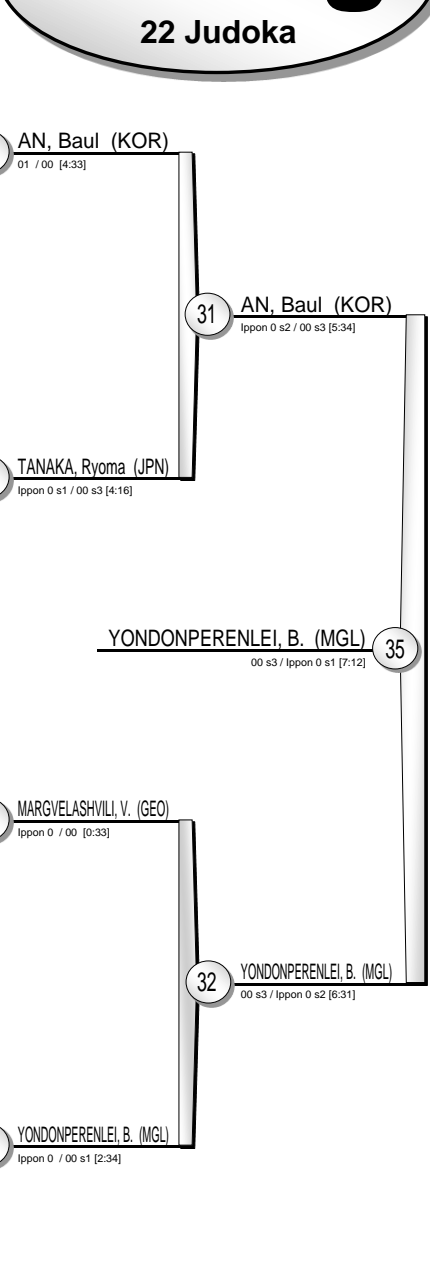 22 Judoka
AN, Baul (KOR)
01 / 00 [4:33]
31
AN, Baul (KOR)
Ippon 0 s2 / 00 s3 [5:34]
TANAKA, Ryoma (JPN)
Ippon 0 s1 / 00 s3 [4:16]
YONDONPERENLEI, B. (MGL)
35
00 s3 / Ippon 0 s1 [7:12]
MARGVELASHVILI, V. (GEO)
Ippon 0 / 00 [0:33]
32
YONDONPERENLEI, B. (MGL)
00 s3 / Ippon 0 s2 [6:31]
YONDONPERENLEI, B. (MGL)
Ippon 0 / 00 s1 [2:34]